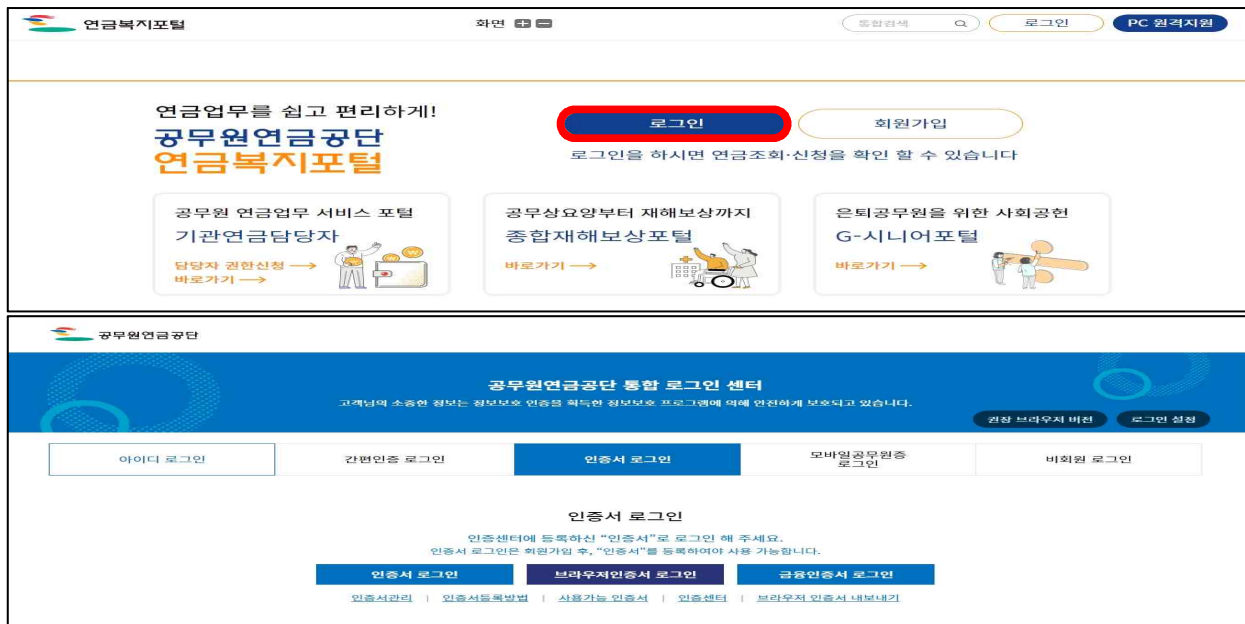 연금복지포털
화면
통합검색
로그인
PC 원격지원
연금업무를 쉽고 편리하게!
공무원연금공단
연금복지포털
로그인
회원가입
로그인을 하시면 연금조회·신청을 확인 할 수 있습니다
공무원 연금업무 서비스 포털
기관연금담당자
담당자 권한신청 →
바로가기 →
공무상요양부터 재해보상까지
종합재해보상포털
바로가기 →
은퇴공무원을 위한 사회공헌
G-시니어포털
바로가기 →
공무원연금공단
공무원연금공단 통합 로그인 센터
고객님의 소중한 정보는 정보보호 인증을 획득한 정보보호 프로그램에 의해 안전하게 보호되고 있습니다.
권장 브라우저 버전
로그인 설정
아이디 로그인
간편인증 로그인
인증서 로그인
모바일공무원증
로그인
비회원 로그인
인증서 로그인
인증센터에 등록하신 “인증서”로 로그인 해 주세요.
인증서 로그인은 회원가입 후, “인증서”를 등록하여야 사용 가능합니다.
인증서 로그인
브라우저인증서 로그인
금융인증서 로그인
인증서관리 | 인증서등록방법 | 사용가능 인증서 | 인증센터 | 브라우저 인증서 내보내기